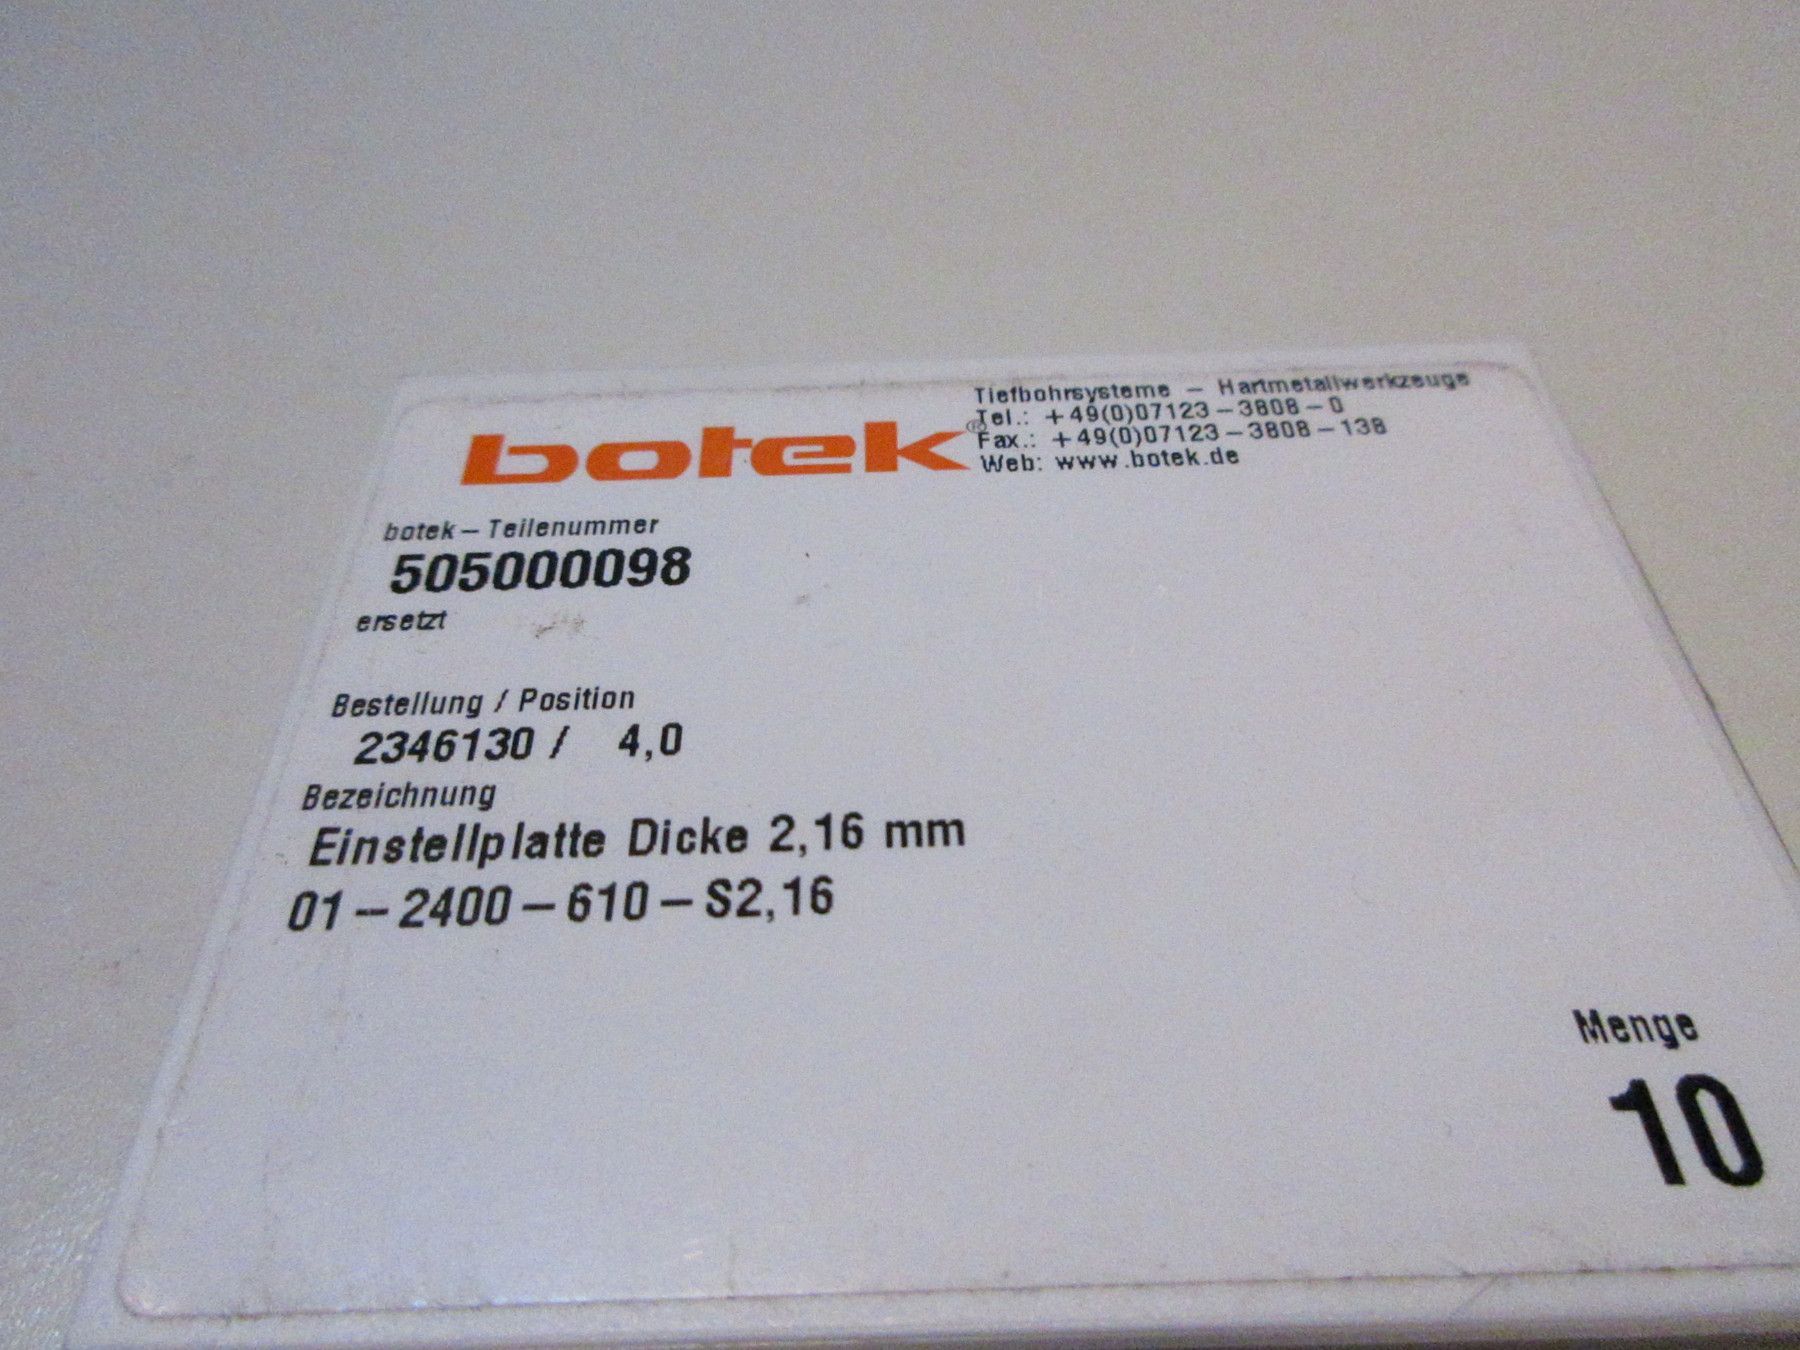 botek®
Tiefbohrsysteme – Hartmetallwerkzeuge
Tel.: +49(0)07123–3808–0
Fax.: +49(0)07123–3808–138
Web: www.botek.de
botek–Teilenummer
505000098
ersetzt
Bestellung / Position
2346130 / 4,0
Bezeichnung
Einstellplatte Dicke 2,16 mm
01–2400–610–S2,16
Menge
10